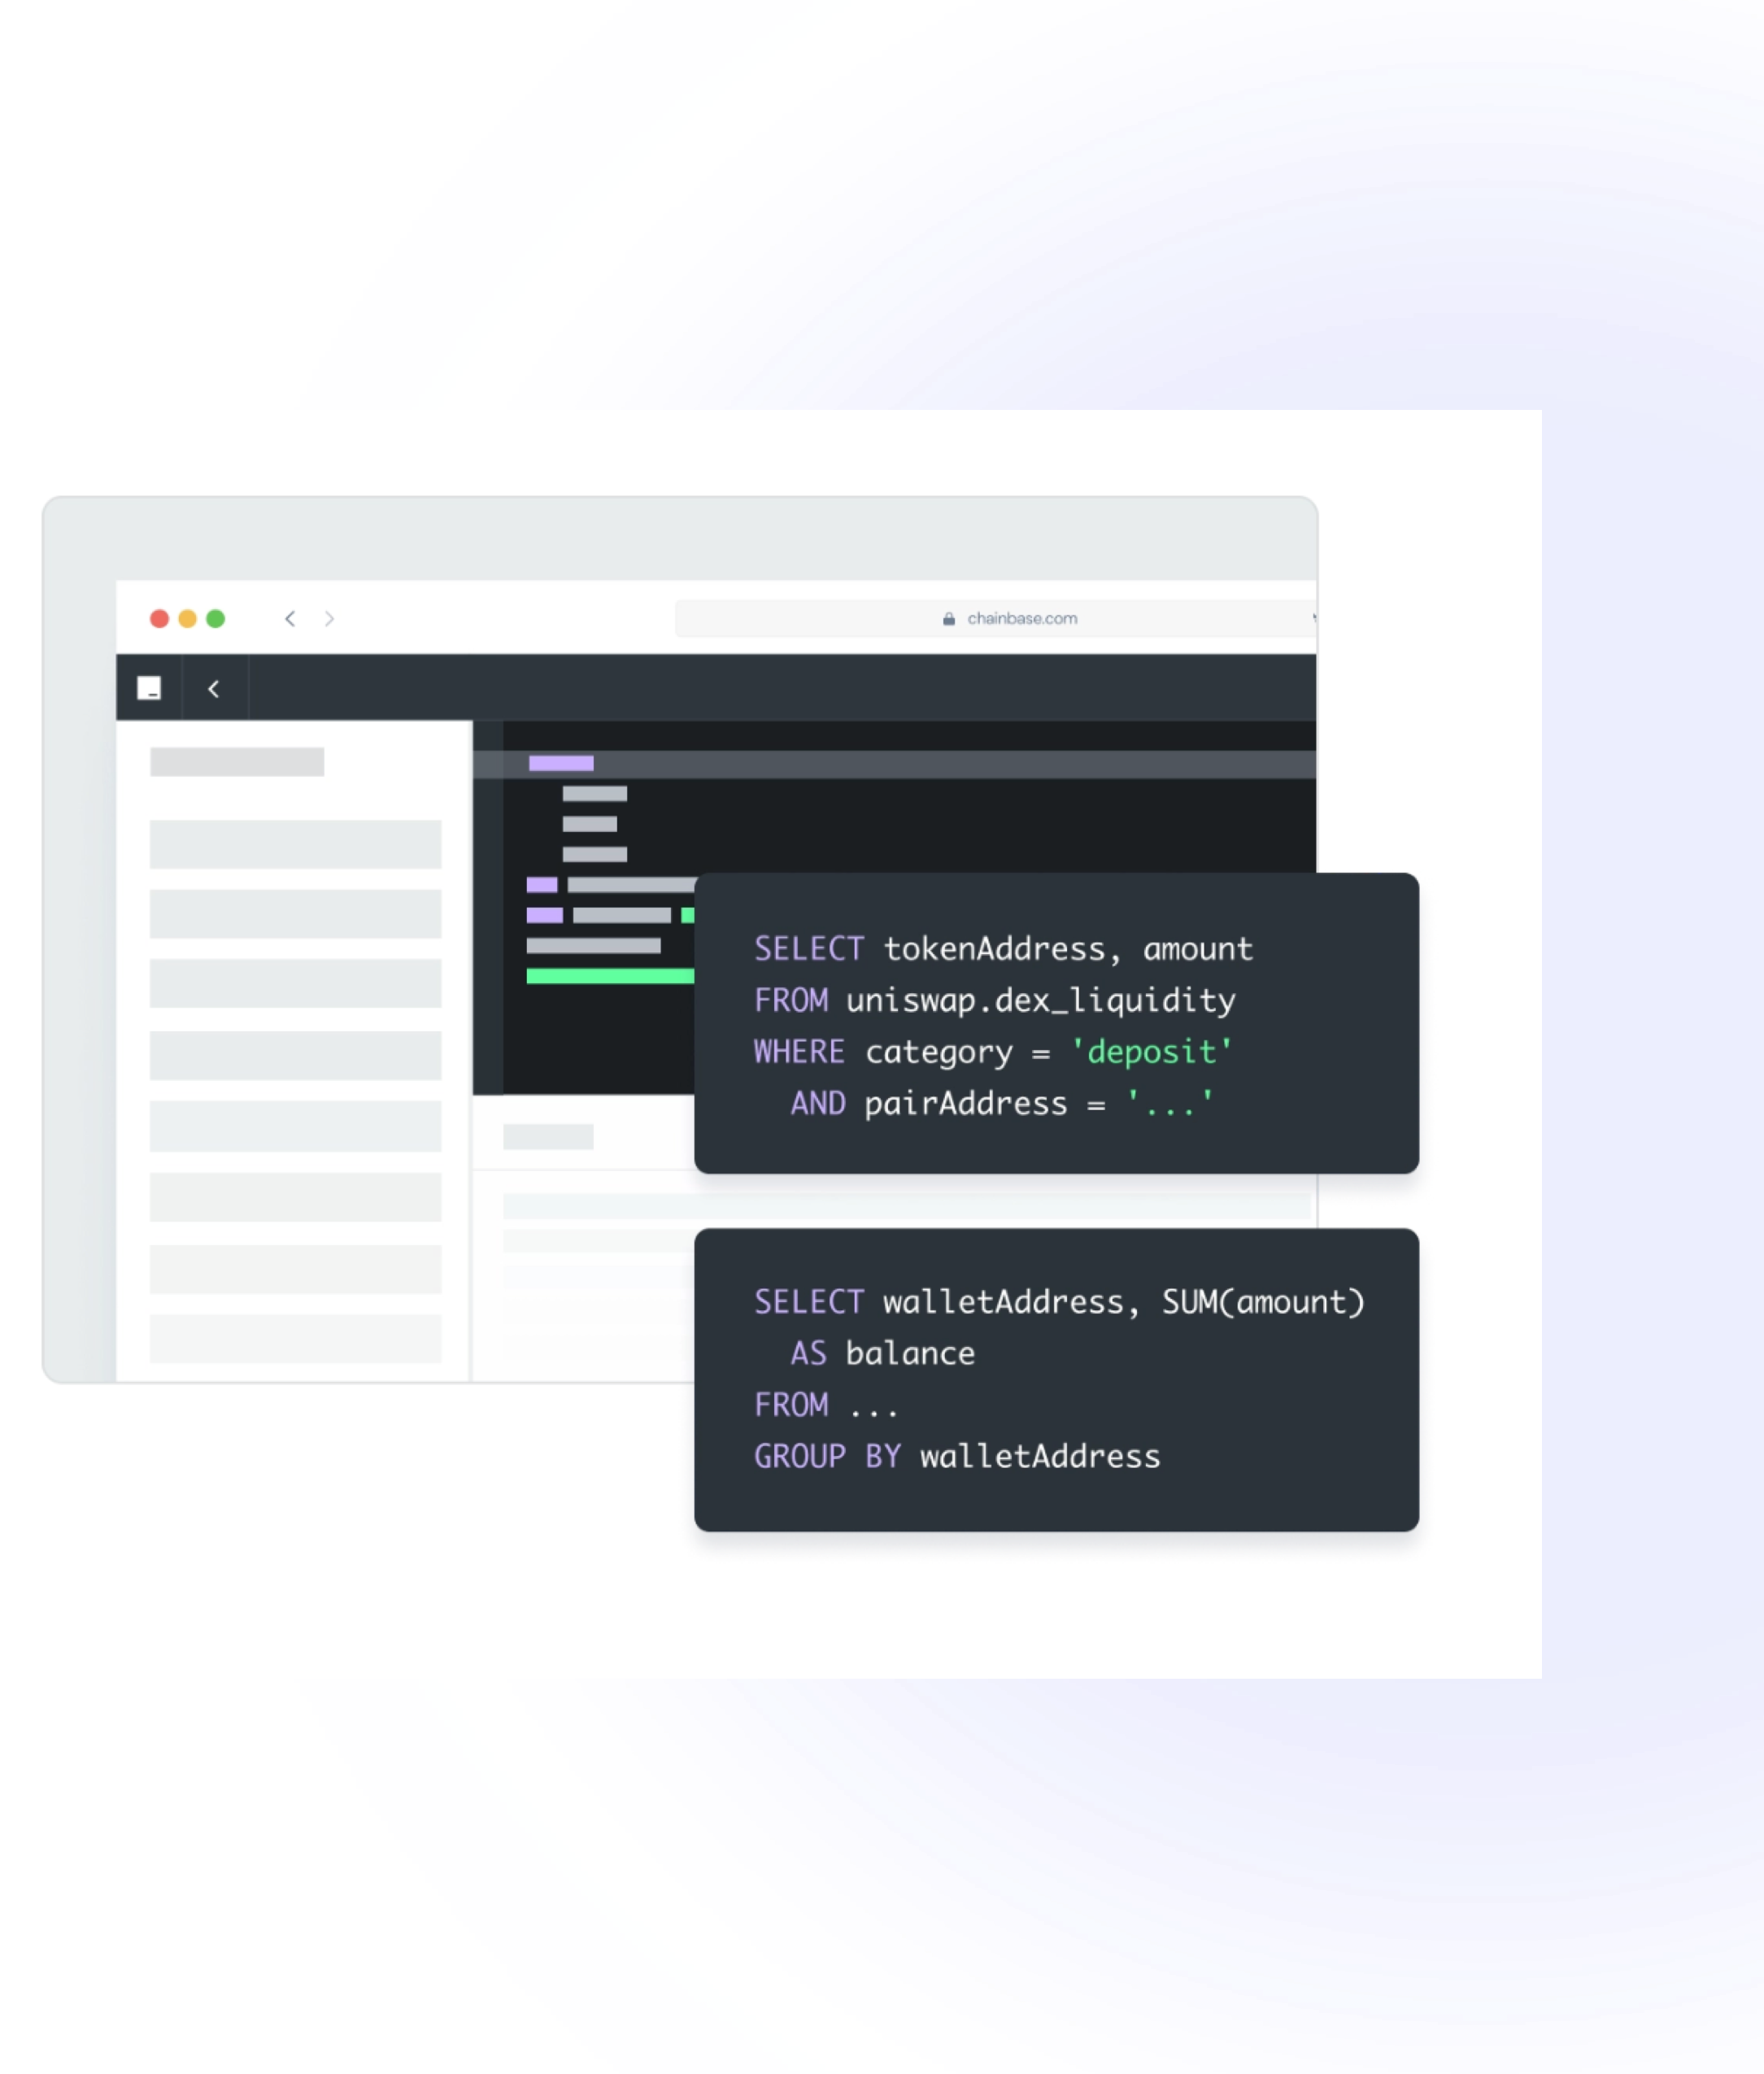 chainbase.com
SELECT tokenAddress, amount
FROM uniswap.dex_liquidity
WHERE category = 'deposit'
  AND pairAddress = '...'
SELECT walletAddress, SUM(amount)
  AS balance
FROM ...
GROUP BY walletAddress